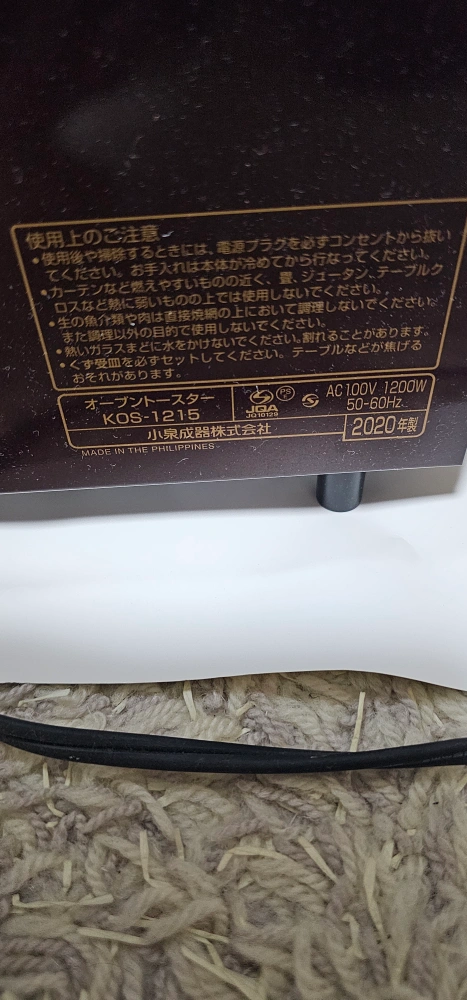 使用上のご注意
•使用後や掃除するときには、電源プラグを必ずコンセントから抜い
てください。お手入れは本体が冷めてから行なってください。
•カーテンなど燃えやすいものの近く、畳、ジュータン、テーブルク
ロスなど熱に弱いものの上では使用しないでください。
•生の魚介類や肉は直接焼網の上において調理しないでください。
また調理以外の目的で使用しないでください。
•熱いガラスまどに水をかけないでください。割れることがあります。
•くず受皿を必ずセットしてください。テーブルなどが焦げる
おそれがあります。
オーブントースター
KOS-1215
PS
E
JQA
JQ10129
S
AC100V 1200W
50-60Hz
小泉成器株式会社
2020年製
MADE IN THE PHILIPPINES